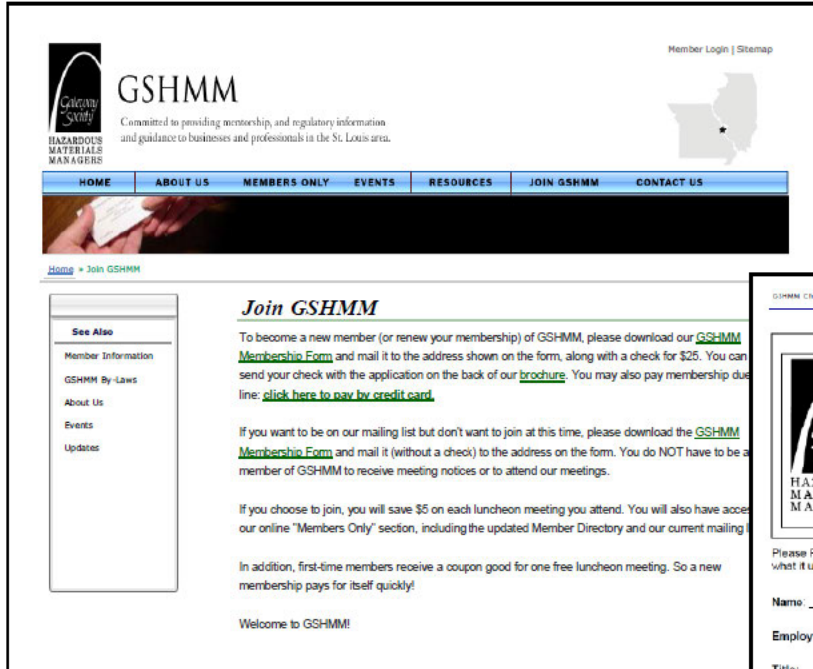 Member Login | Sitemap
Gateway
Society
HAZARDOUS
MATERIALS
MANAGERS
GSHMM
Committed to providing mentorship, and regulatory information
and guidance to businesses and professionals in the St. Louis area.
HOME ABOUT US MEMBERS ONLY EVENTS RESOURCES JOIN GSHMM CONTACT US
Home » Join GSHMM
See Also
Member Information
GSHMM By-Laws
About Us
Events
Updates
Join GSHMM
To become a new member (or renew your membership) of GSHMM, please download our GSHMM
Membership Form and mail it to the address shown on the form, along with a check for $25. You can
send your check with the application on the back of our brochure. You may also pay membership due
line: click here to pay by credit card.
If you want to be on our mailing list but don't want to join at this time, please download the GSHMM
Membership Form and mail it (without a check) to the address on the form. You do NOT have to be a
member of GSHMM to receive meeting notices or to attend our meetings.
If you choose to join, you will save $5 on each luncheon meeting you attend. You will also have acces
our online "Members Only" section, including the updated Member Directory and our current mailing l
In addition, first-time members receive a coupon good for one free luncheon meeting. So a new
membership pays for itself quickly!
Welcome to GSHMM!
GSHMM Ch
HA
MA
MA
Please
what it u
Name:
Employ
Title: